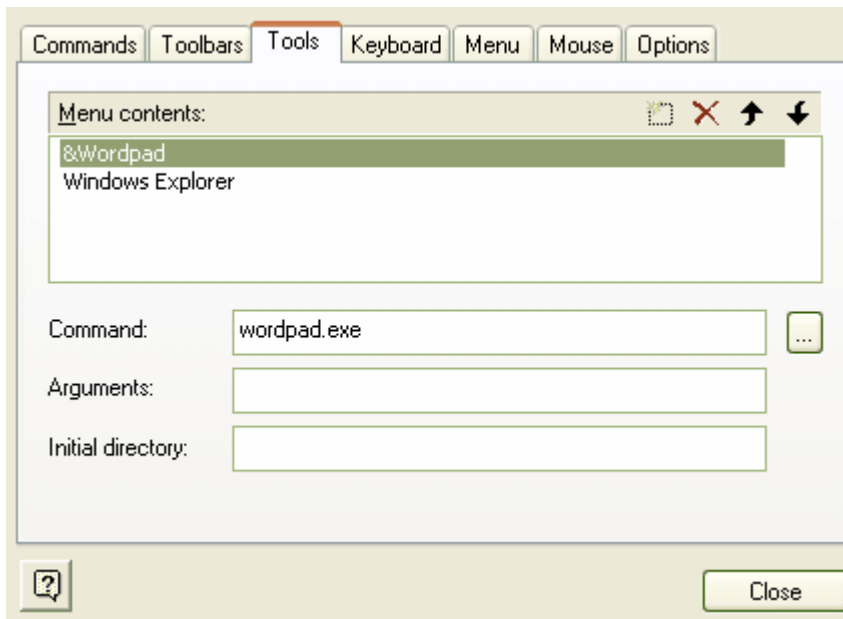 Commands Toolbars Tools Keyboard Menu Mouse Options
Menu contents:
&Wordpad
Windows Explorer
Command: wordpad.exe ...
Arguments:
Initial directory:
?
Close